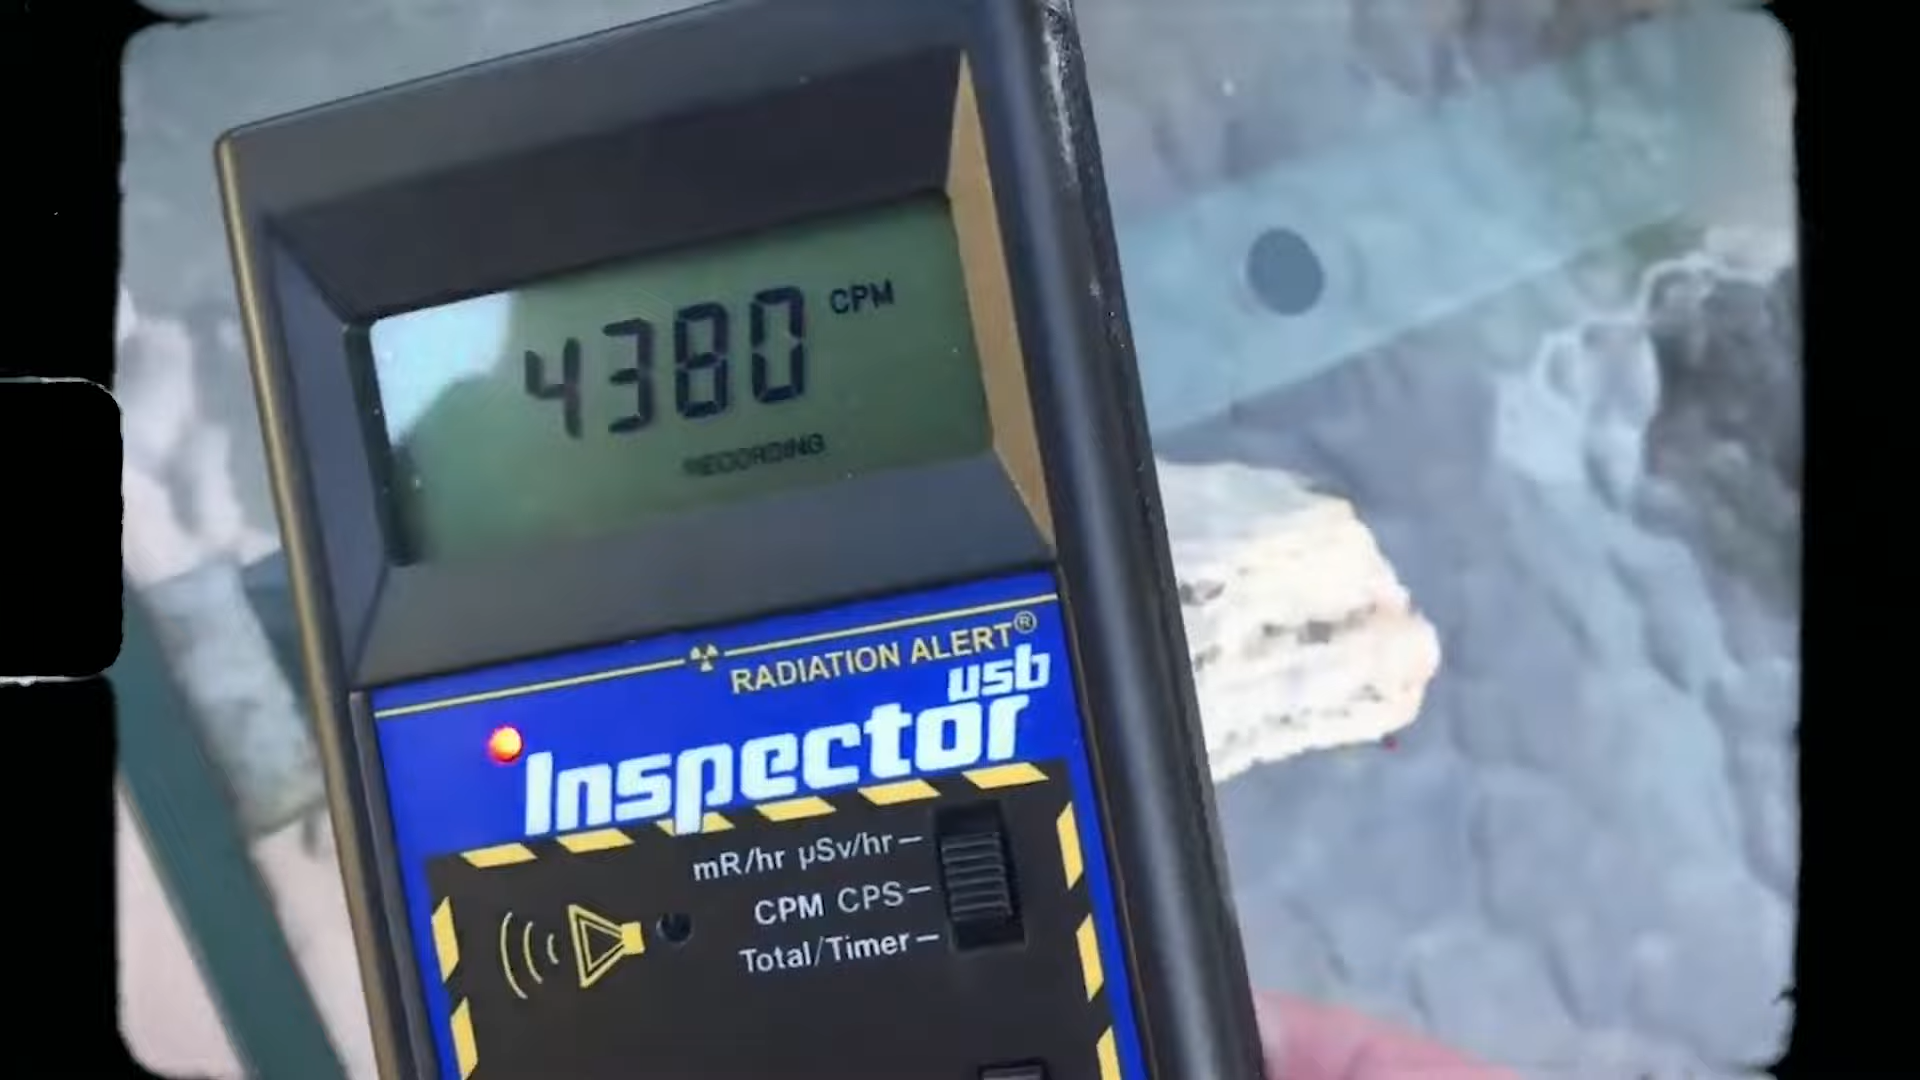 4380 CPM
RECORDING
RADIATION ALERT®
usb
Inspector
mR/hr µSv/hr
CPM CPS
Total/Timer